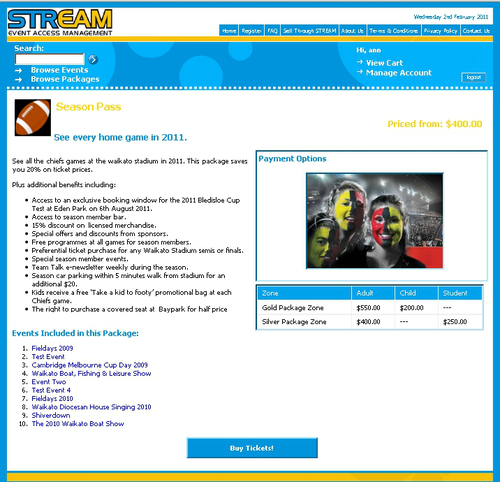 STREAM
EVENT ACCESS MANAGEMENT
Wednesday 2nd February 2011
Home Register FAQ Sell Through STREAM About Us Terms & Conditions Privacy Policy Contact Us
Search:
Browse Events
Browse Packages
Hi, ann
View Cart
Manage Account
logout
Season Pass
Priced from: $400.00
See every home game in 2011.
See all the chiefs games at the waikato stadium in 2011. This package saves
you 20% on ticket prices.
Plus additional benefits including:
Access to an exclusive booking window for the 2011 Bledisloe Cup
Test at Eden Park on 6th August 2011.
Access to season member bar.
15% discount on licensed merchandise.
Special offers and discounts from sponsors.
Free programmes at all games for season members.
Preferential ticket purchase for any Waikato Stadium semis or finals.
Special season member events.
Team Talk e-newsletter weekly during the season.
Season car parking within 5 minutes walk from stadium for an
additional $20.
Kids receive a free 'Take a kid to footy' promotional bag at each
Chiefs game.
The right to purchase a covered seat at Baypark for half price
Payment Options
Zone Adult Child Student
Gold Package Zone $550.00 $200.00 ---
Silver Package Zone $400.00 --- $250.00
Events Included in this Package:
1. Fieldays 2009
2. Test Event
3. Cambridge Melbourne Cup Day 2009
4. Waikato Boat, Fishing & Leisure Show
5. Event Two
6. Test Event 4
7. Fieldays 2010
8. Waikato Diocesan House Singing 2010
9. Shiverdown
10. The 2010 Waikato Boat Show
Buy Tickets!